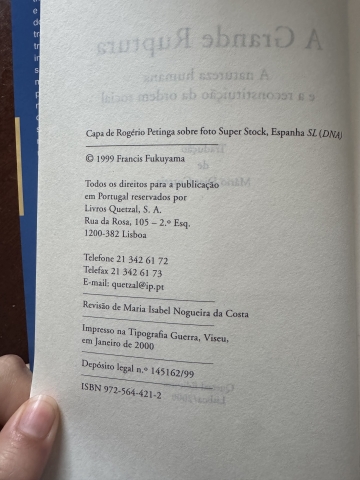 Capa de Rogério Petinga sobre foto Super Stock, Espanha SL (DNA)
© 1999 Francis Fukuyama
Todos os direitos para a publicação
em Portugal reservados por
Livros Quetzal, S. A.
Rua da Rosa, 105 – 2.º Esq.
1200-382 Lisboa
Telefone 21 342 61 72
Telefax 21 342 61 73
E-mail: quetzal@ip.pt
Revisão de Maria Isabel Nogueira da Costa
Impresso na Tipografia Guerra, Viseu,
em Janeiro de 2000
Depósito legal n.º 145162/99
ISBN 972-564-421-2